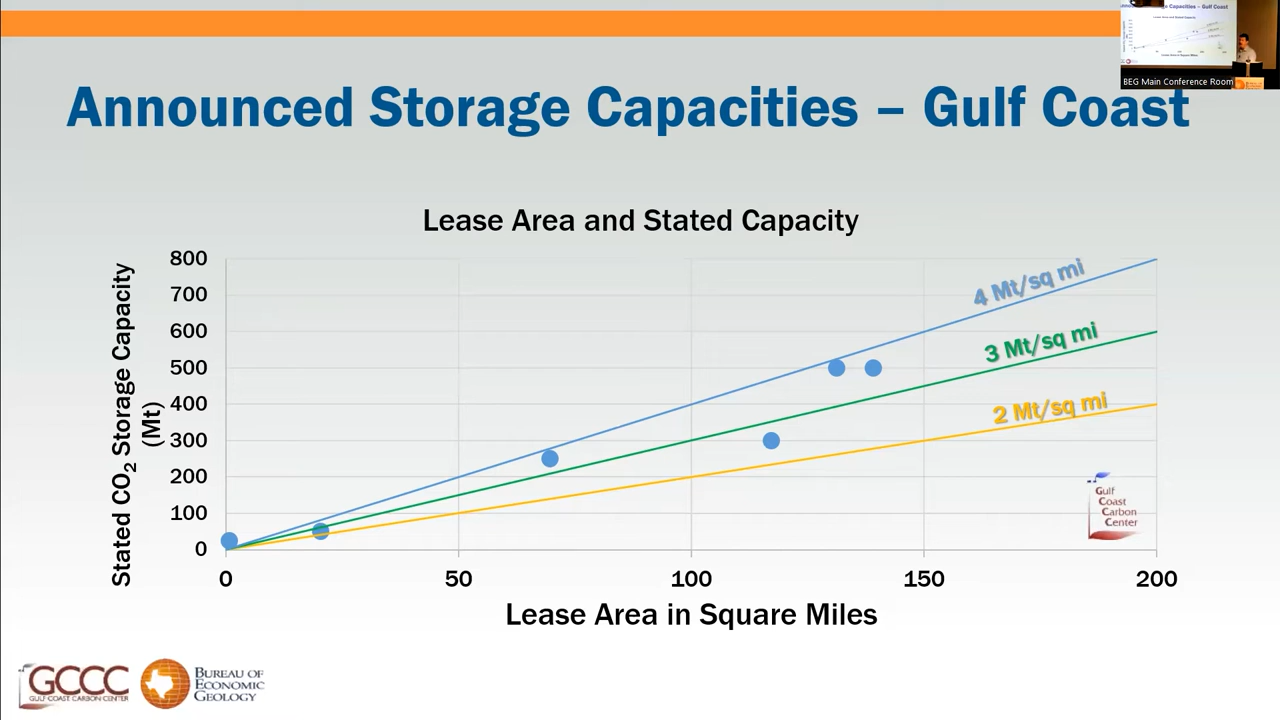 Announced Storage Capacities – Gulf Coast
BEG Main Conference Room
Lease Area and Stated Capacity
Stated CO2 Storage Capacity
(Mt)
800
700
600
500
400
300
200
100
0
4 Mt/sq mi
3 Mt/sq mi
2 Mt/sq mi
Gulf
Coast
Carbon
Center
0 50 100 150 200
Lease Area in Square Miles
GCCC
GULF COAST CARBON CENTER
BUREAU OF
ECONOMIC
GEOLOGY